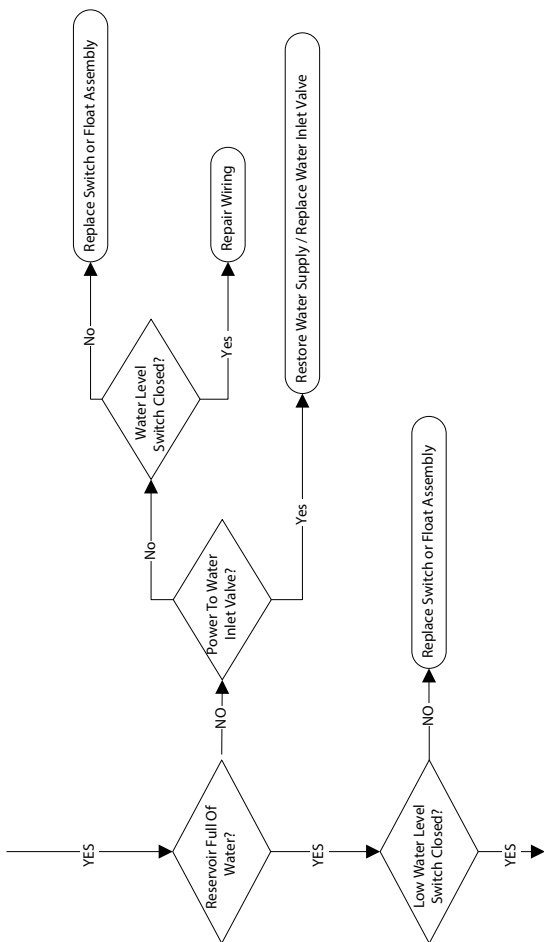 YES
Reservoir Full Of
Water?
NO
Power To Water
Inlet Valve?
No
Water Level
Switch Closed?
No
Replace Switch or Float Assembly
Yes
Repair Wiring
Yes
Restore Water Supply / Replace Water Inlet Valve
YES
Low Water Level
Switch Closed?
NO
Replace Switch or Float Assembly
YES